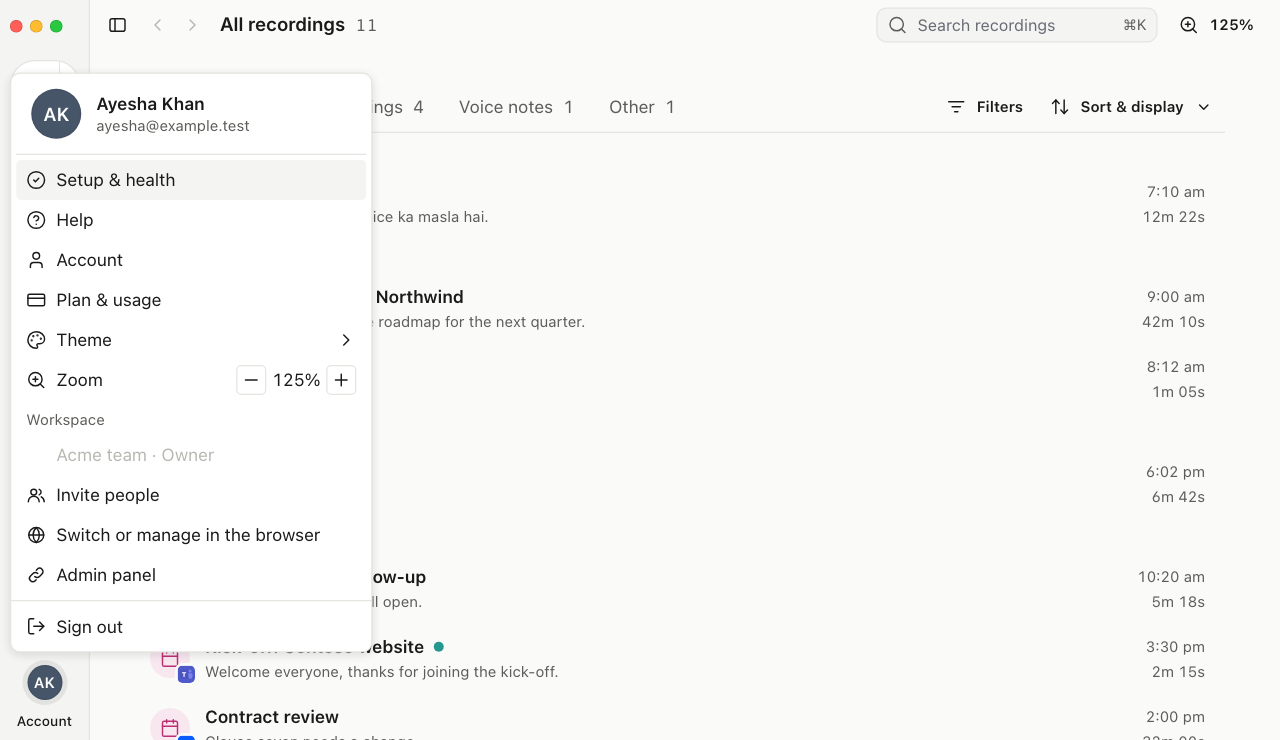 All recordings 11
Search recordings ⌘K
125%
AK
Ayesha Khan
ayesha@example.test
ngs 4
Voice notes 1
Other 1
Filters
Sort & display
Setup & health
Help
Account
Plan & usage
Theme
Zoom
125%
Workspace
Acme team · Owner
Invite people
Switch or manage in the browser
Admin panel
Sign out
7:10 am
ice ka masla hai.
12m 22s
Northwind
9:00 am
roadmap for the next quarter.
42m 10s
8:12 am
1m 05s
6:02 pm
6m 42s
ow-up
10:20 am
ll open.
5m 18s
website
3:30 pm
Welcome everyone, thanks for joining the kick-off.
2m 15s
Contract review
2:00 pm
AK
Account